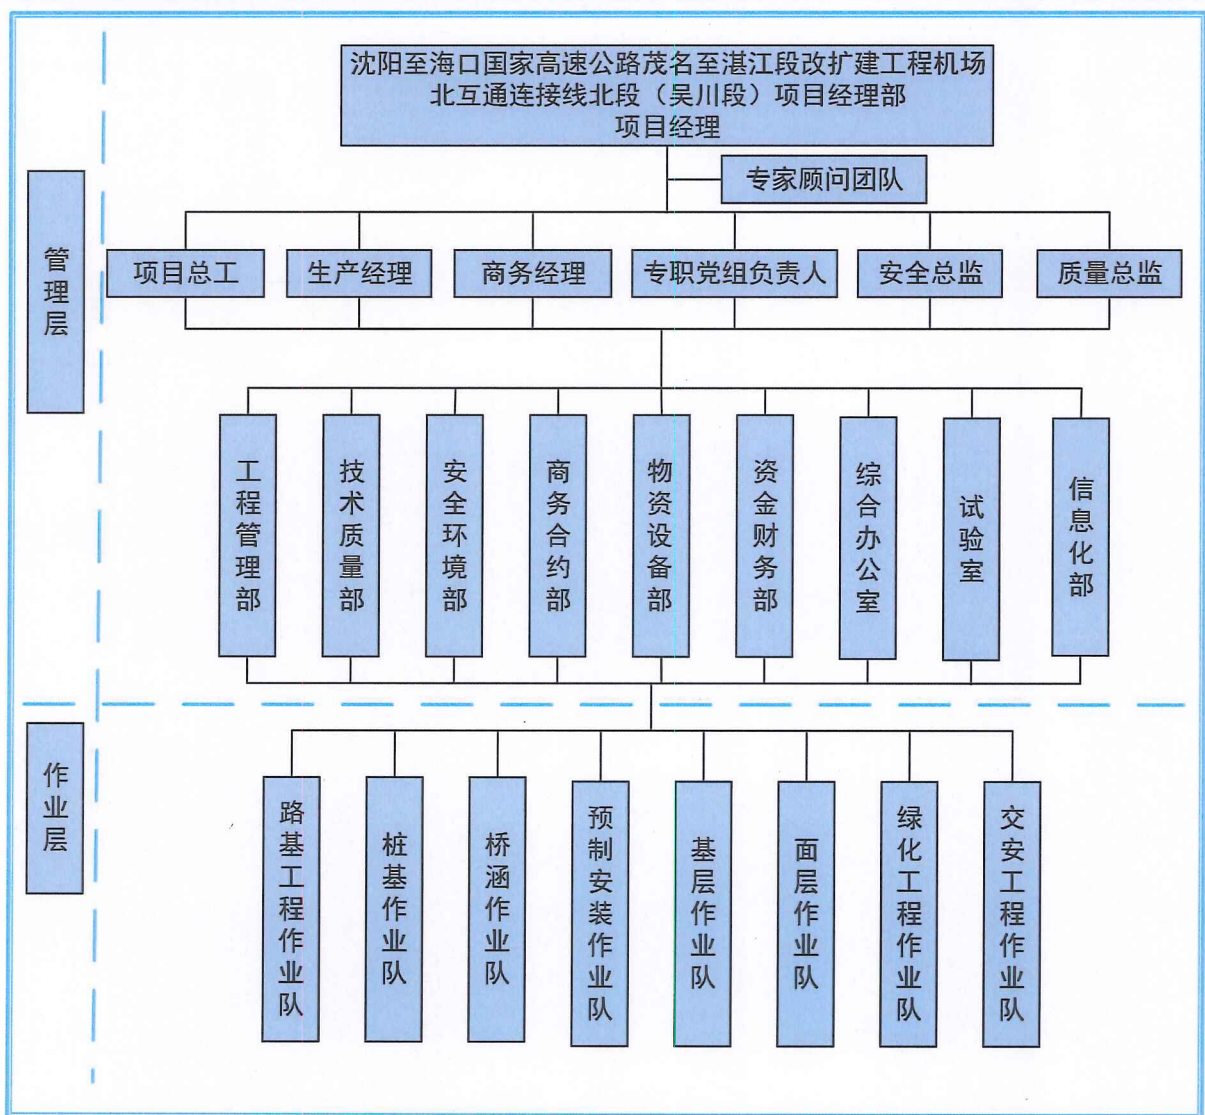 沈阳至海口国家高速公路茂名至湛江段改扩建工程机场
北互通连接线北段（吴川段）项目经理部
项目经理
专家顾问团队
管理层
项目总工
生产经理
商务经理
专职党组负责人
安全总监
质量总监
工程管理部
技术质量部
安全环境部
商务合约部
物资设备部
资金财务部
综合办公室
试验室
信息化部
作业层
路基工程作业队
桩基作业队
桥涵作业队
预制安装作业队
基层作业队
面层作业队
绿化工程作业队
交安工程作业队